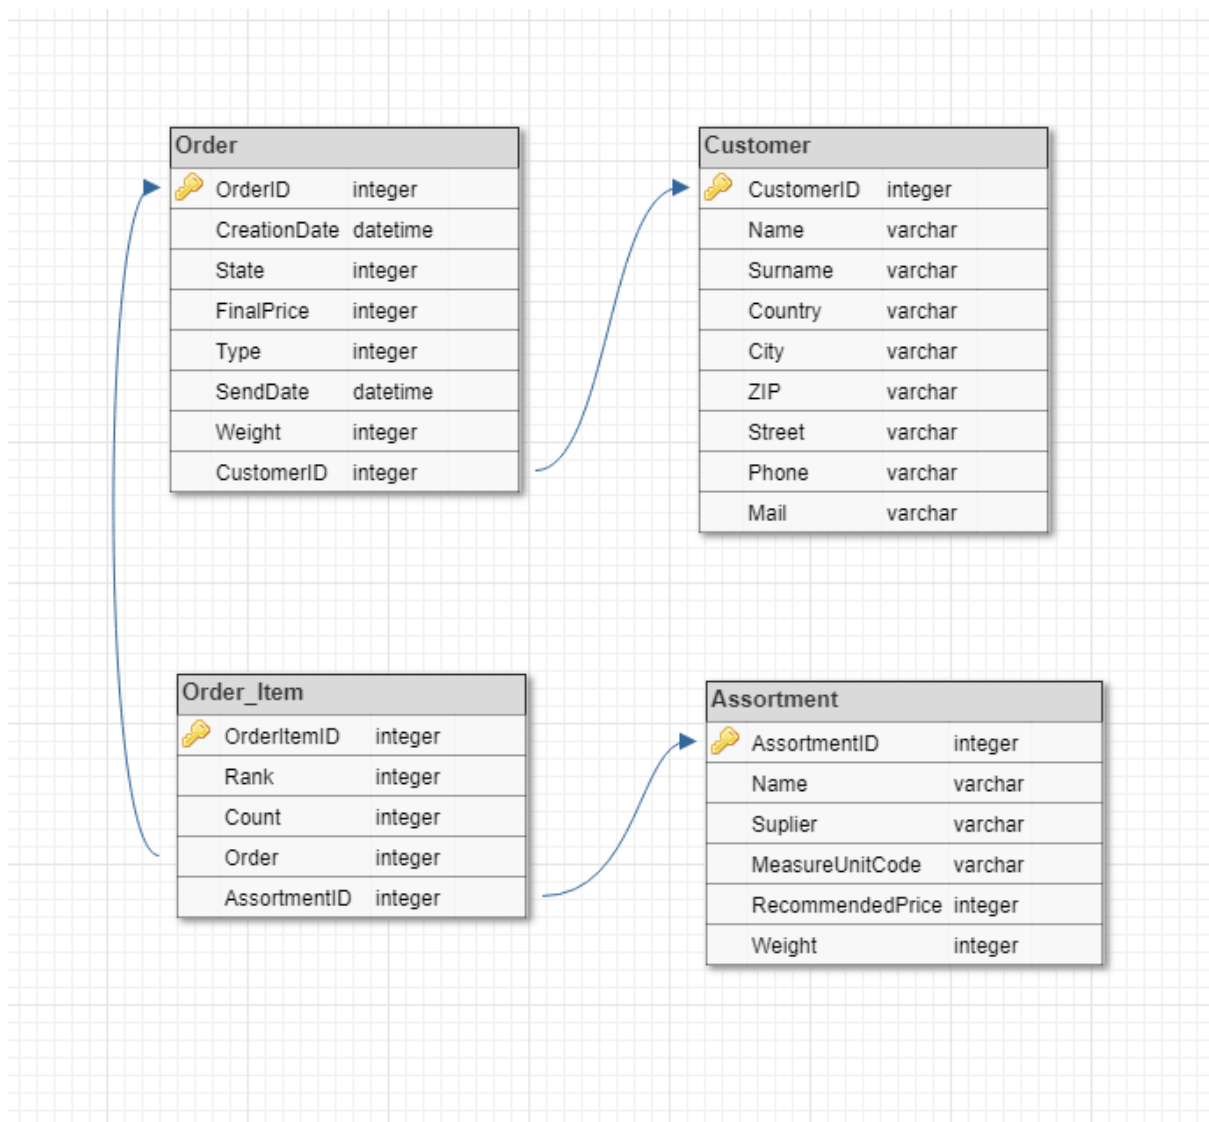 Order
OrderID integer
CreationDate datetime
State integer
FinalPrice integer
Type integer
SendDate datetime
Weight integer
CustomerID integer
Customer
CustomerID integer
Name varchar
Surname varchar
Country varchar
City varchar
ZIP varchar
Street varchar
Phone varchar
Mail varchar
Order_Item
OrderItemID integer
Rank integer
Count integer
Order integer
AssortmentID integer
Assortment
AssortmentID integer
Name varchar
Suplier varchar
MeasureUnitCode varchar
RecommendedPrice integer
Weight integer